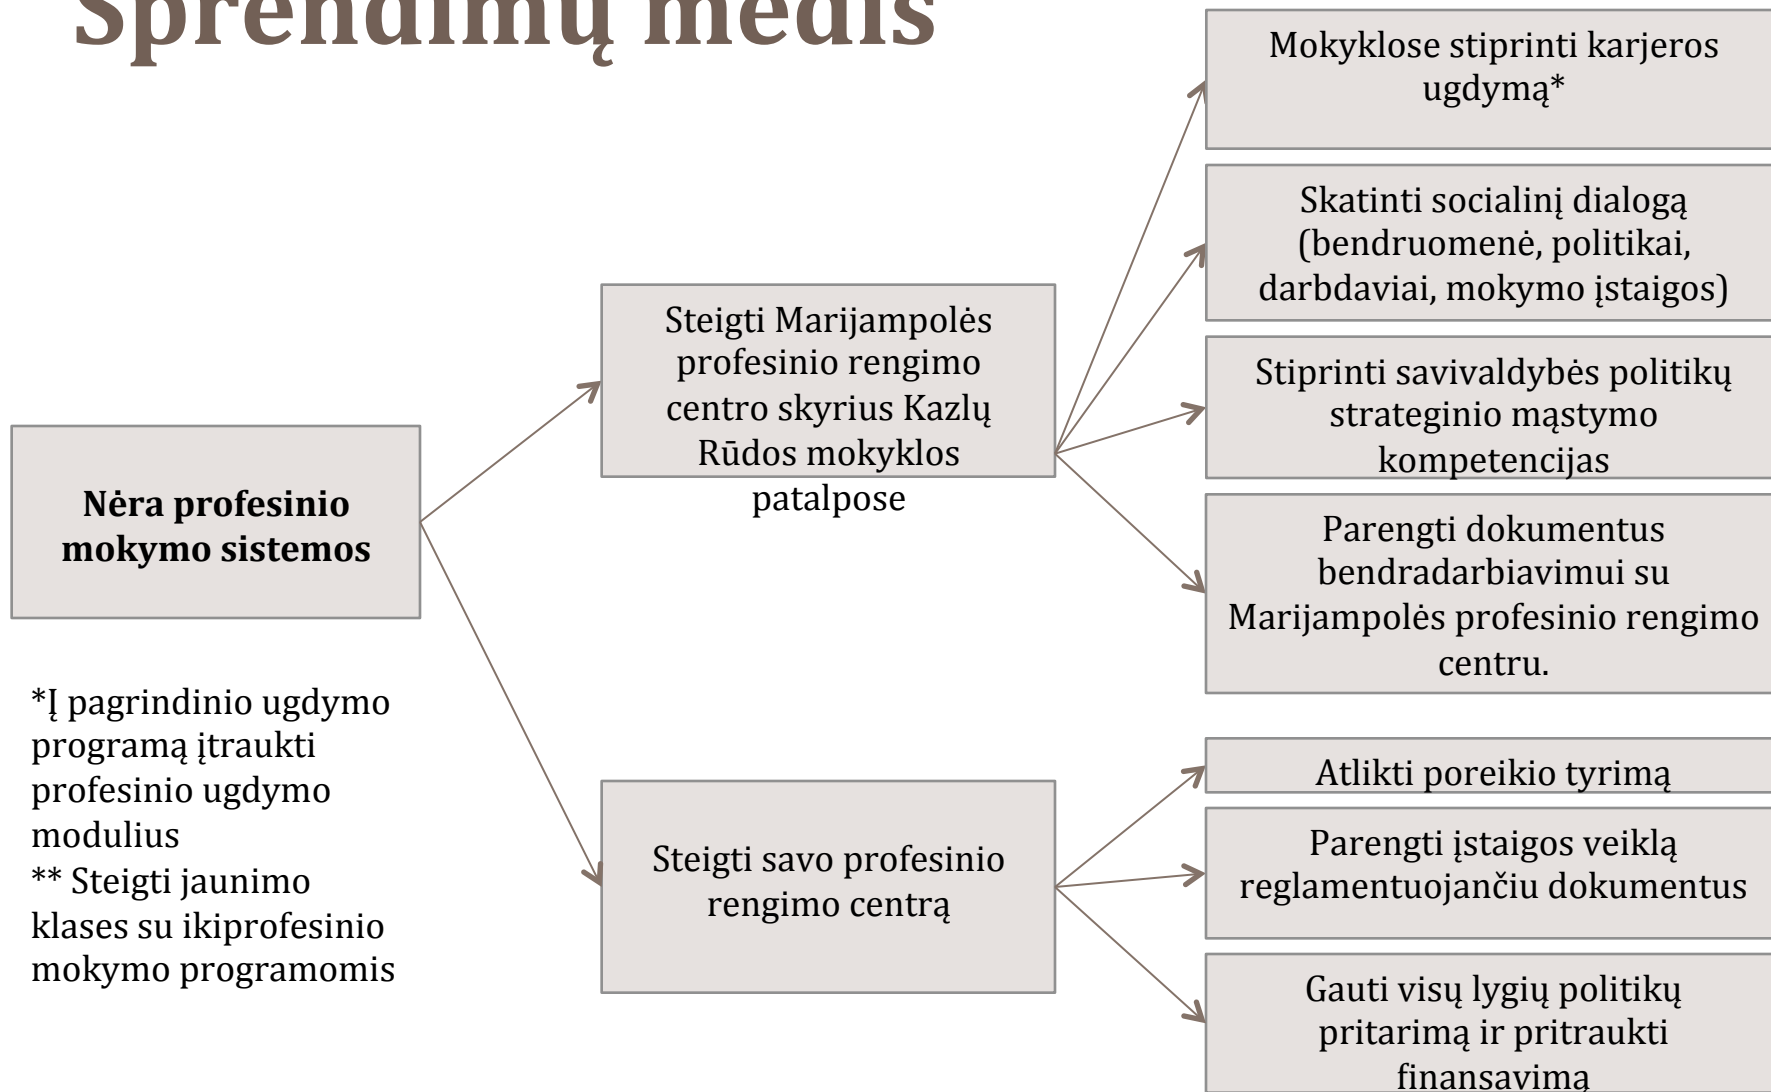 Sprendimų medis
Nėra profesinio
mokymo sistemos
*Į pagrindinio ugdymo
programą įtraukti
profesinio ugdymo
modulius
** Steigti jaunimo
klases su ikiprofesinio
mokymo programomis
Steigti Marijampolės
profesinio rengimo
centro skyrius Kazlų
Rūdos mokyklos
patalpose
Steigti savo profesinio
rengimo centrą
Mokyklose stiprinti karjeros
ugdymą*
Skatinti socialinį dialogą
(bendruomenė, politikai,
darbdaviai, mokymo įstaigos)
Stiprinti savivaldybės politikų
strateginio mąstymo
kompetencijas
Parengti dokumentus
bendradarbiavimui su
Marijampolės profesinio rengimo
centru.
Atlikti poreikio tyrimą
Parengti įstaigos veiklą
reglamentuojančiu dokumentus
Gauti visų lygių politikų
pritarimą ir pritraukti
finansavimą